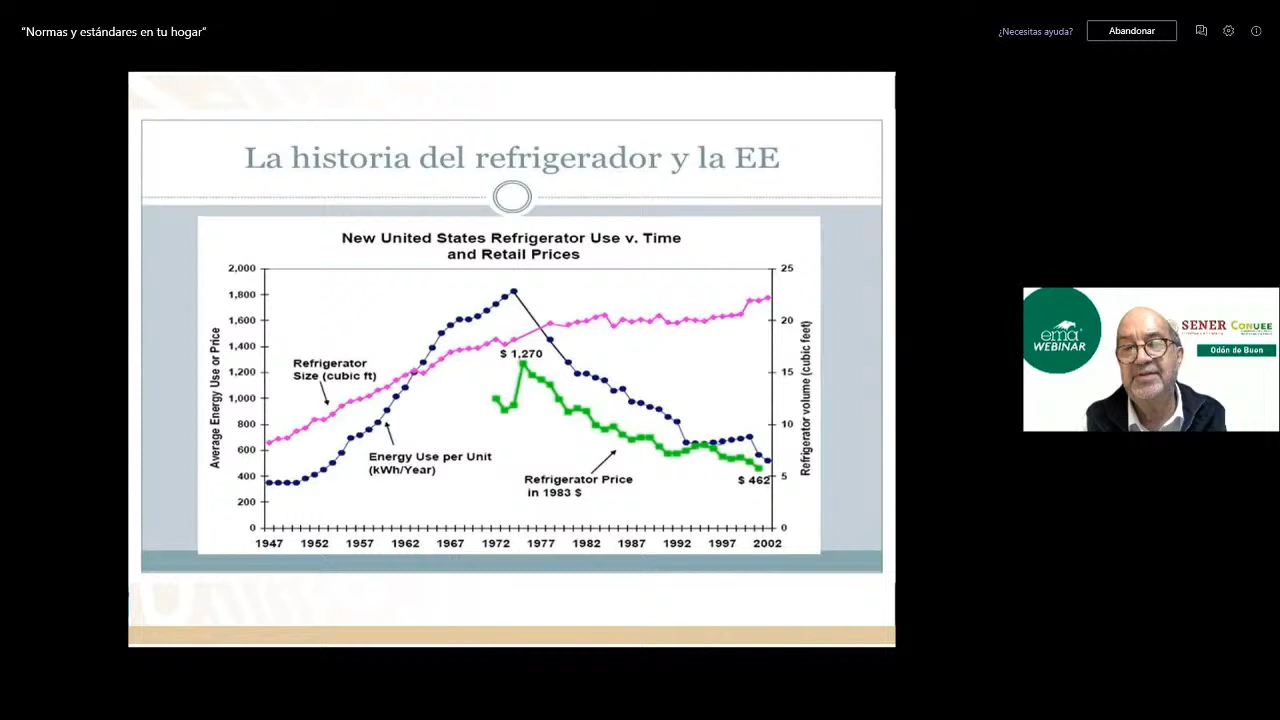 “Normas y estándares en tu hogar”
¿Necesitas ayuda?
Abandonar
La historia del refrigerador y la EE
New United States Refrigerator Use v. Time
and Retail Prices
Average Energy Use or Price
2,000
1,800
1,600
1,400
1,200
1,000
800
600
400
200
0
Refrigerator
Size (cubic ft)
Energy Use per Unit
(kWh/Year)
$ 1,270
Refrigerator Price
in 1983 $
$ 462
25
20
15
10
5
0
Refrigerator volume (cubic feet)
1947
1952
1957
1962
1967
1972
1977
1982
1987
1992
1997
2002
ema
WEBINAR
SENER
CONUEE
Odón de Buen